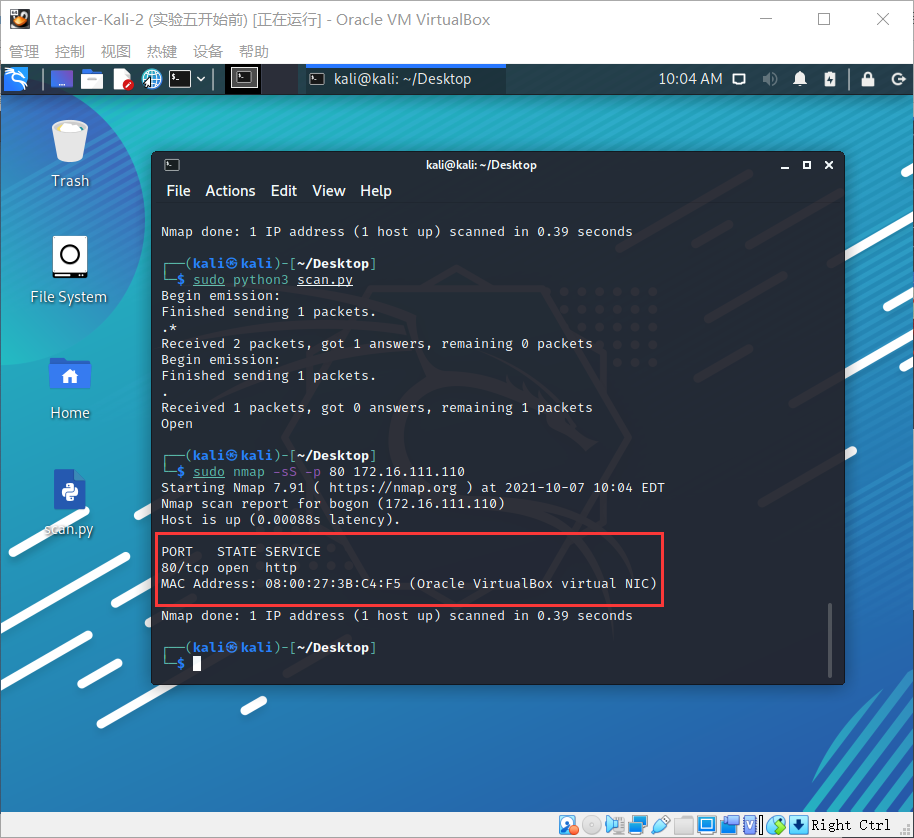 Attacker-Kali-2 (实验五开始前) [正在运行] - Oracle VM VirtualBox
管理 控制 视图 热键 设备 帮助
kali@kali: ~/Desktop
10:04 AM
Trash
File System
Home
scan.py
kali@kali: ~/Desktop
File Actions Edit View Help
Nmap done: 1 IP address (1 host up) scanned in 0.39 seconds
┌──(kali㉿kali)-[~/Desktop]
└─$ sudo python3 scan.py
Begin emission:
Finished sending 1 packets.
.*
Received 2 packets, got 1 answers, remaining 0 packets
Begin emission:
Finished sending 1 packets.
.
Received 1 packets, got 0 answers, remaining 1 packets
Open
┌──(kali㉿kali)-[~/Desktop]
└─$ sudo nmap -sS -p 80 172.16.111.110
Starting Nmap 7.91 ( https://nmap.org ) at 2021-10-07 10:04 EDT
Nmap scan report for bogon (172.16.111.110)
Host is up (0.00088s latency).
PORT   STATE SERVICE
80/tcp open  http
MAC Address: 08:00:27:3B:C4:F5 (Oracle VirtualBox virtual NIC)
Nmap done: 1 IP address (1 host up) scanned in 0.39 seconds
┌──(kali㉿kali)-[~/Desktop]
└─$
Right Ctrl